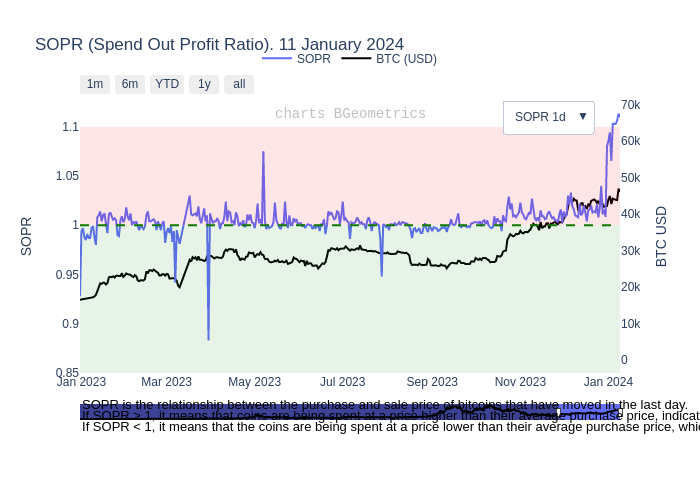 SOPR (Spend Out Profit Ratio). 11 January 2024
SOPR BTC (USD)
1m 6m YTD 1y all
charts BGeometrics
SOPR 1d ▼
70k
1.1
60k
1.05
50k
1
40k
30k
0.95
20k
0.9
10k
0.85
0
SOPR
BTC USD
Jan 2023 Mar 2023 May 2023 Jul 2023 Sep 2023 Nov 2023 Jan 2024
SOPR is the relationship between the purchase and sale price of bitcoins that have moved in the last day.
If SOPR > 1, it means that coins are being spent at a price higher than their average purchase price, indicat
If SOPR < 1, it means that the coins are being spent at a price lower than their average purchase price, whic